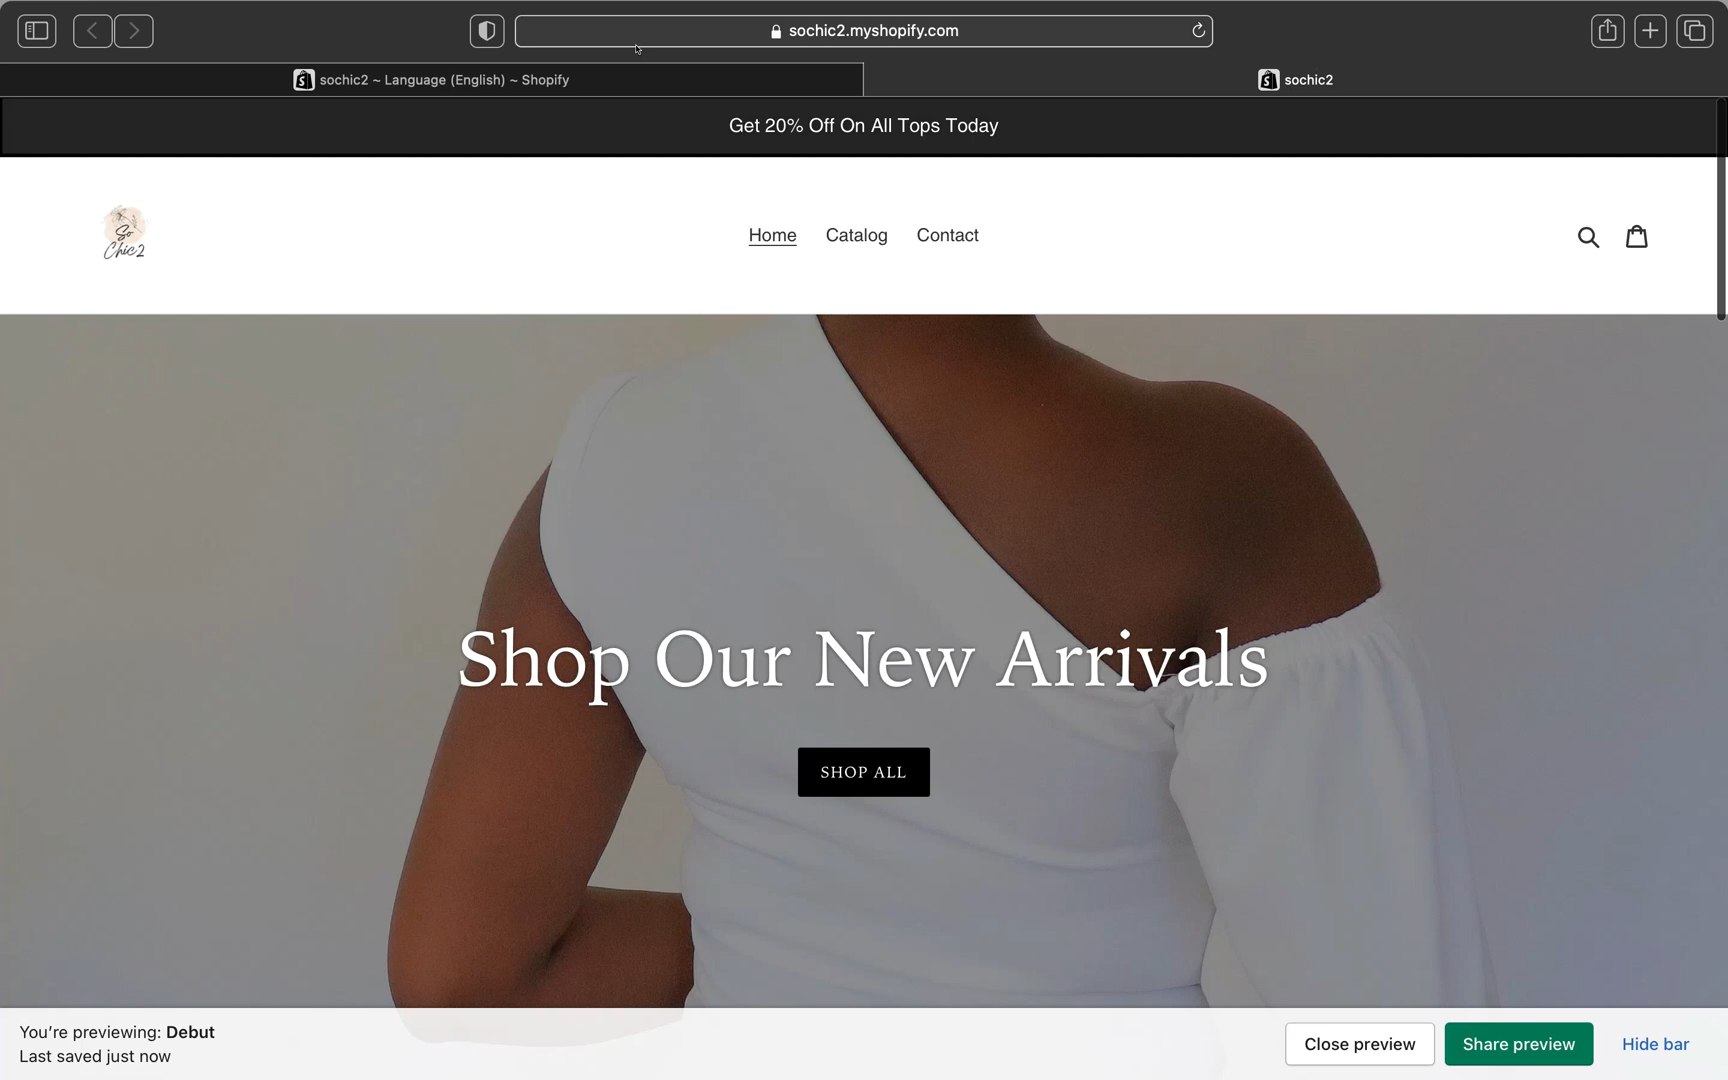 sochic2.myshopify.com
sochic2 ~ Language (English) ~ Shopify
sochic2
Get 20% Off On All Tops Today
So
Chic2
Home Catalog Contact
Shop Our New Arrivals
SHOP ALL
You're previewing: Debut
Last saved just now
Close preview Share preview Hide bar